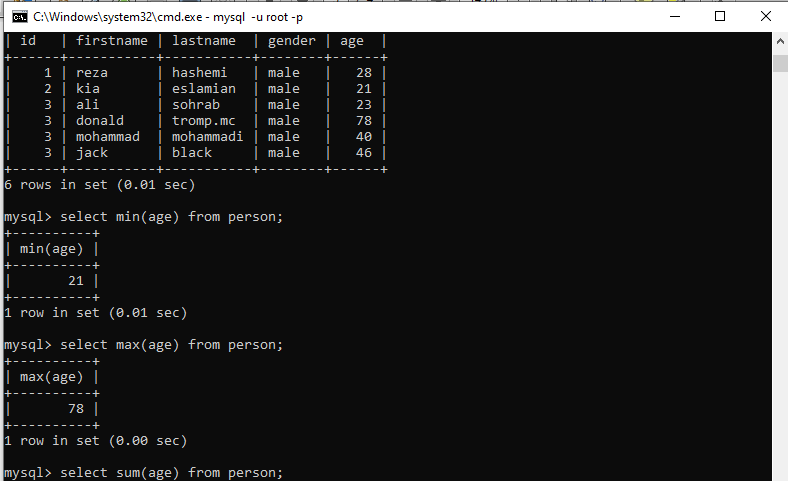 C:\Windows\system32\cmd.exe - mysql -u root -p
| id   | firstname | lastname  | gender | age  |
+------+-----------+-----------+--------+------+
|    1 | reza      | hashemi   | male   |   28 |
|    2 | kia       | eslamian  | male   |   21 |
|    3 | ali       | sohrab    | male   |   23 |
|    3 | donald    | tromp.mc  | male   |   78 |
|    3 | mohammad  | mohammadi | male   |   40 |
|    3 | jack      | black     | male   |   46 |
+------+-----------+-----------+--------+------+
6 rows in set (0.01 sec)
mysql> select min(age) from person;
+----------+
| min(age) |
+----------+
|       21 |
+----------+
1 row in set (0.01 sec)
mysql> select max(age) from person;
+----------+
| max(age) |
+----------+
|       78 |
+----------+
1 row in set (0.00 sec)
mysql> select sum(age) from person;